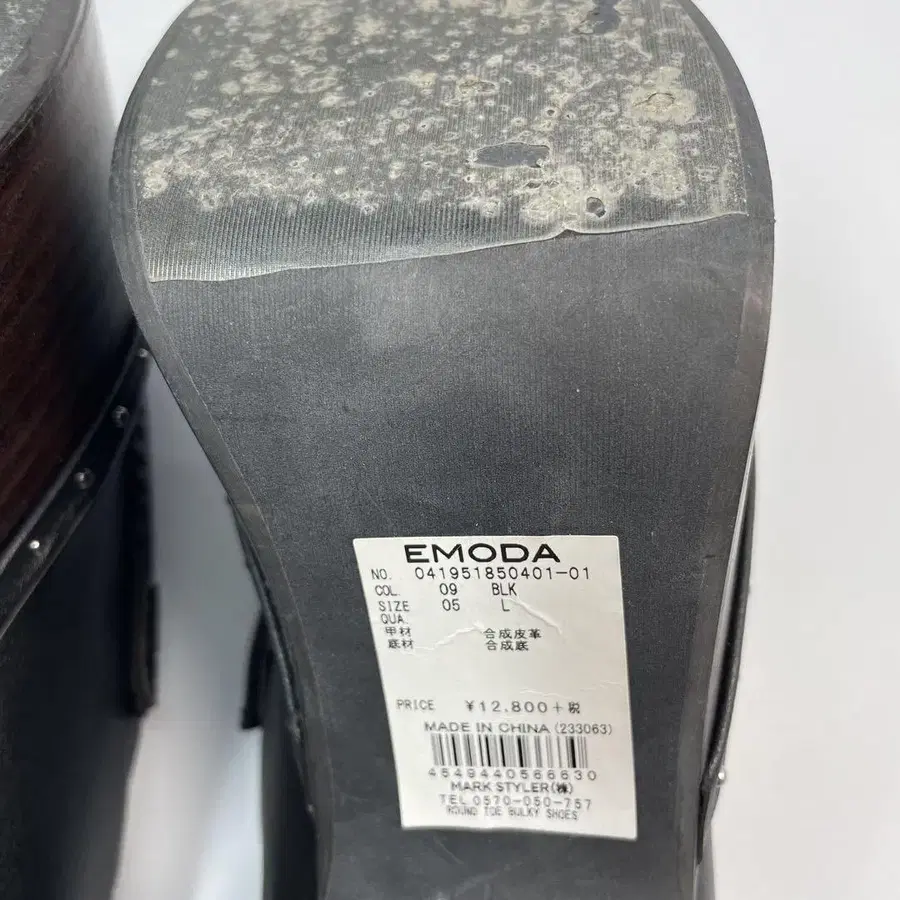 EMODA
NO. 041951850401-01
COL. 09 BLK
SIZE 05 L
QUA.
甲材 合成皮革
底材 合成底
PRICE ¥12,800+税
MADE IN CHINA (233063)
4549440566630
MARK STYLER(株)
TEL 0570-050-757
ROUND TOE BULKY SHOES